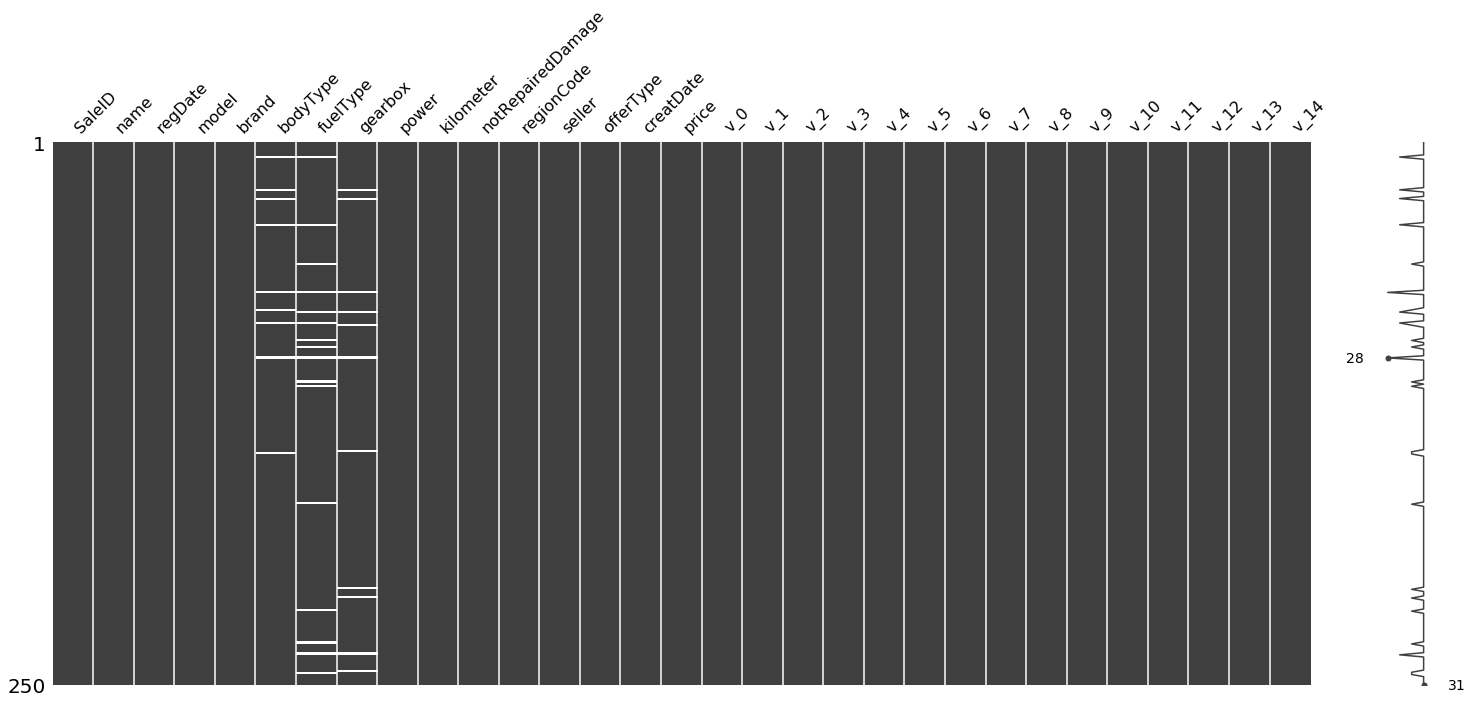 SaleID
name
regDate
model
brand
bodyType
fuelType
gearbox
power
kilometer
notRepairedDamage
regionCode
seller
offerType
creatDate
price
v_0
v_1
v_2
v_3
v_4
v_5
v_6
v_7
v_8
v_9
v_10
v_11
v_12
v_13
v_14
1
28
250
31